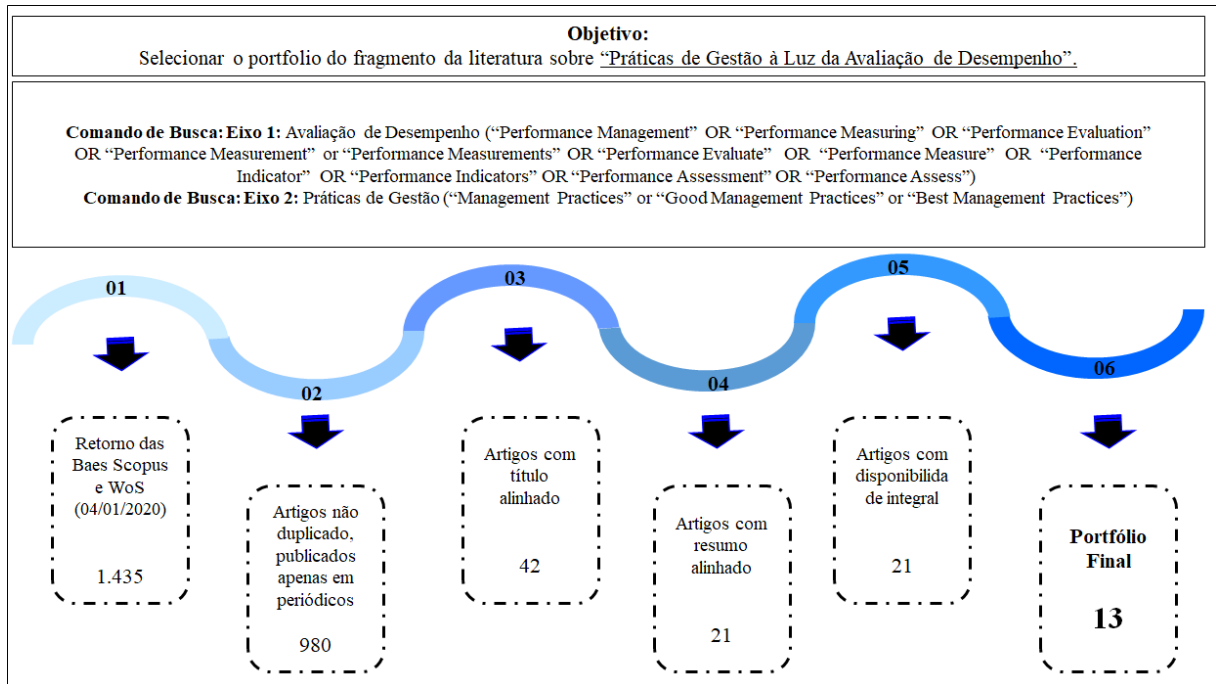 Objetivo:
Selecionar o portfolio do fragmento da literatura sobre “Práticas de Gestão à Luz da Avaliação de Desempenho”.
Comando de Busca: Eixo 1: Avaliação de Desempenho (“Performance Management” OR “Performance Measuring” OR “Performance Evaluation”
OR “Performance Measurement” or “Performance Measurements” OR “Performance Evaluate” OR “Performance Measure” OR “Performance
Indicator” OR “Performance Indicators” OR “Performance Assessment” OR “Performance Assess”)
Comando de Busca: Eixo 2: Práticas de Gestão (“Management Practices” or “Good Management Practices” or “Best Management Practices”)
01
Retorno das
Baes Scopus
e WoS
(04/01/2020)
1.435
02
Artigos não
duplicado,
publicados
apenas em
periódicos
980
03
Artigos com
título
alinhado
42
04
Artigos com
resumo
alinhado
21
05
Artigos com
disponibilida
de integral
21
06
Portfólio
Final
13